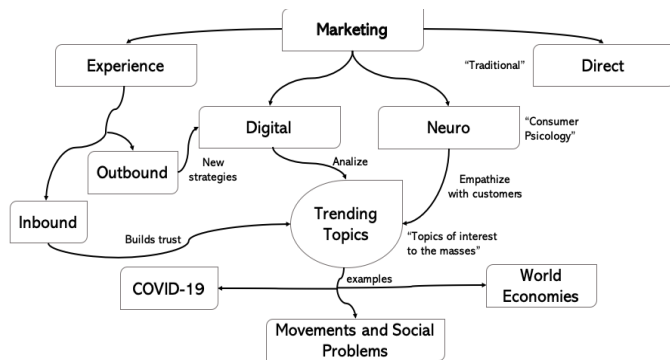 Marketing
Experience
"Traditional"
Direct
Digital
Neuro
"Consumer
Psicology"
Outbound
New
strategies
Analize
Empathize
with customers
Inbound
Builds trust
Trending
Topics
"Topics of interest
to the masses"
COVID-19
examples
World
Economies
Movements and Social
Problems